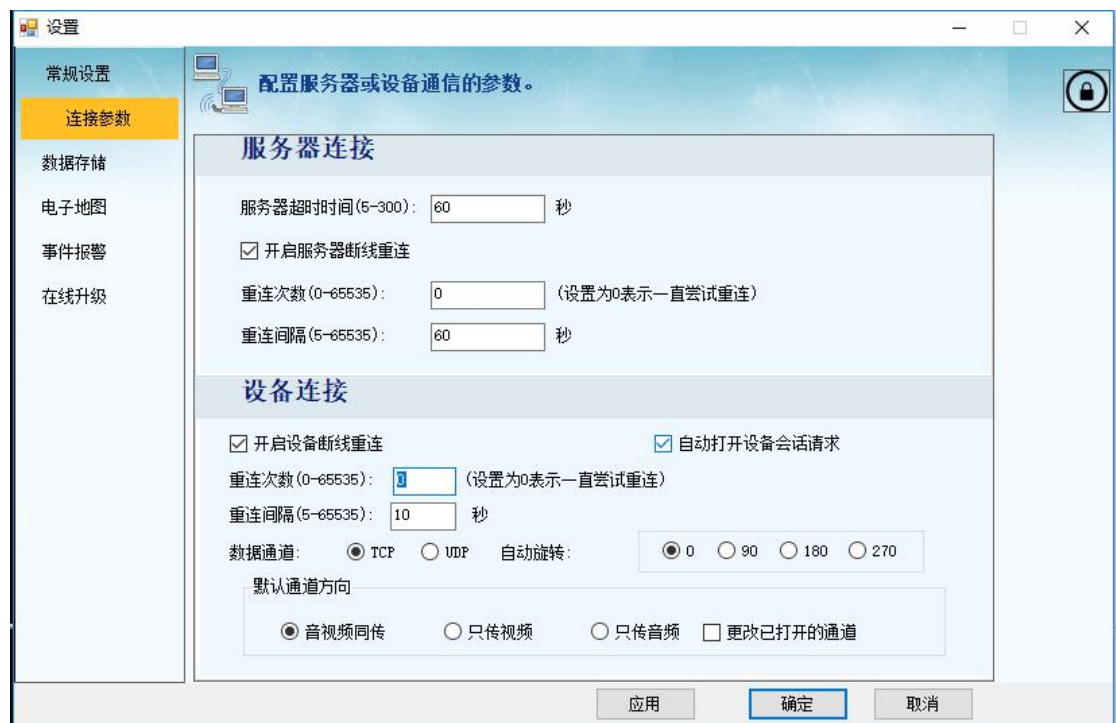 设置
常规设置
连接参数
数据存储
电子地图
事件报警
在线升级
配置服务器或设备通信的参数。
服务器连接
服务器超时时间(5-300): 60 秒
开启服务器断线重连
重连次数(0-65535): 0 (设置为0表示一直尝试重连)
重连间隔(5-65535): 60 秒
设备连接
开启设备断线重连 自动打开设备会话请求
重连次数(0-65535): 0 (设置为0表示一直尝试重连)
重连间隔(5-65535): 10 秒
数据通道: TCP UDP 自动旋转: 0 90 180 270
默认通道方向
音视频同传 只传视频 只传音频 更改已打开的通道
应用 确定 取消